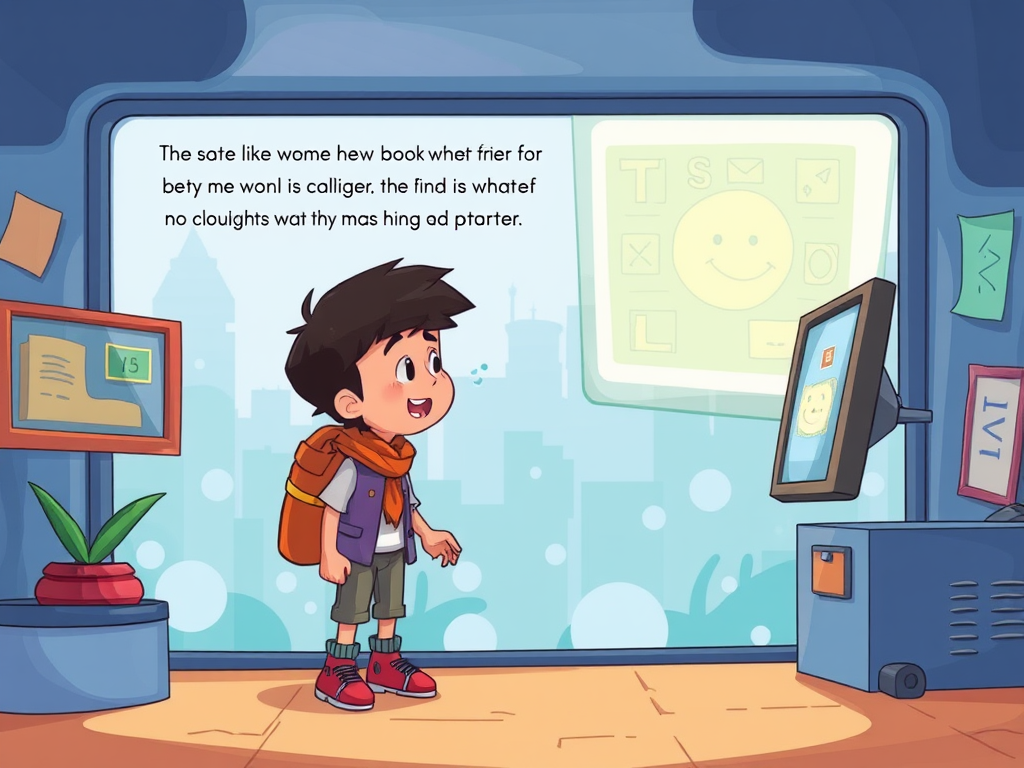 The sate like wome hew book whet frier for
bety me wonl is calliger. the find is whatef
no cloulghts wat thy mas hing ad ptarter.
T S
L
15